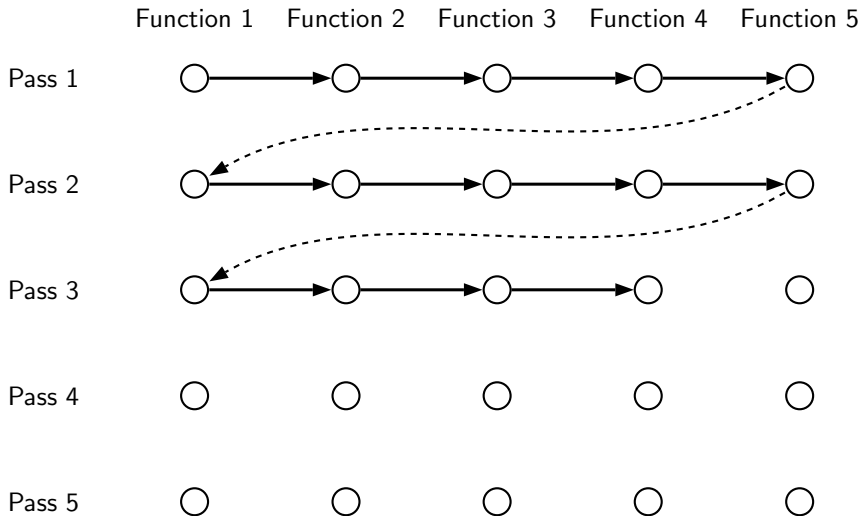 Function 1 Function 2 Function 3 Function 4 Function 5
Pass 1
Pass 2
Pass 3
Pass 4
Pass 5